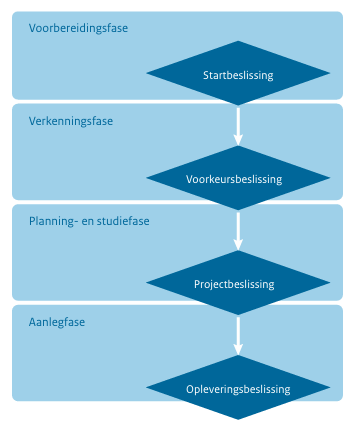 Voorbereidingsfase
Startbeslissing
Verkenningsfase
Voorkeursbeslissing
Planning- en studiefase
Projectbeslissing
Aanlegfase
Opleveringsbeslissing